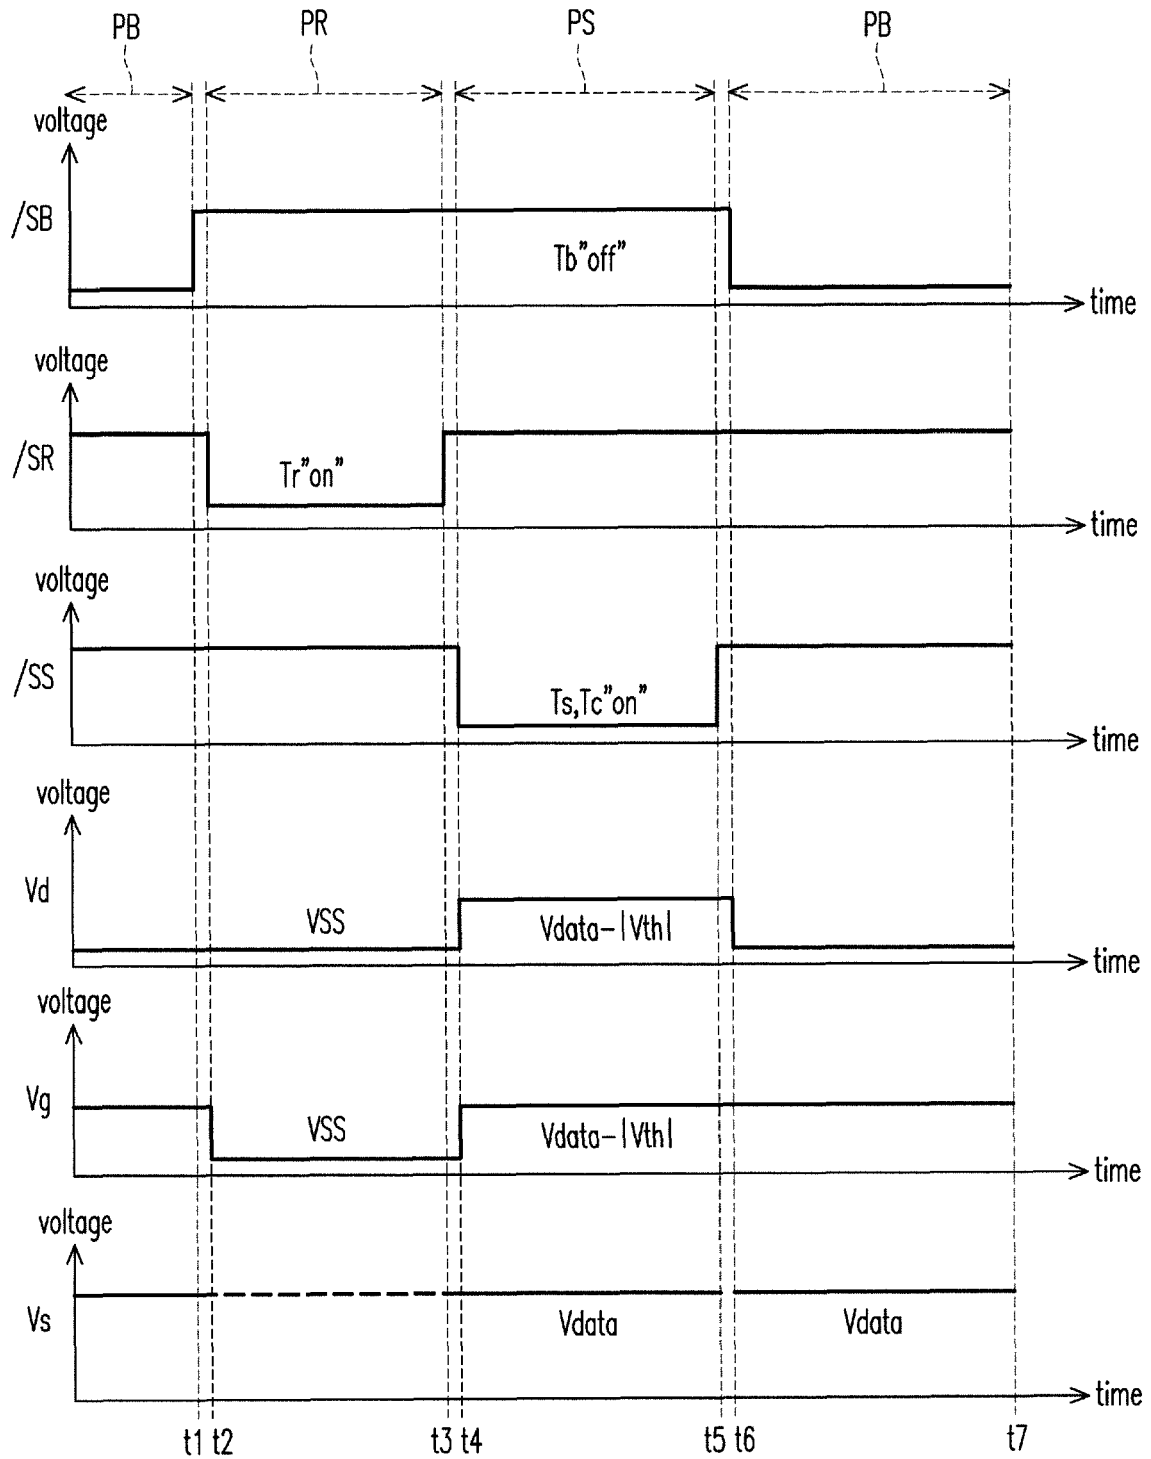 PB PR PS PB
voltage
/SB
Tb"off"
time
voltage
/SR
Tr"on"
time
voltage
/SS
Ts,Tc"on"
time
voltage
Vd
VSS
Vdata-|Vth|
time
voltage
Vg
VSS
Vdata-|Vth|
time
voltage
Vs
Vdata
Vdata
time
t1 t2 t3 t4 t5 t6 t7